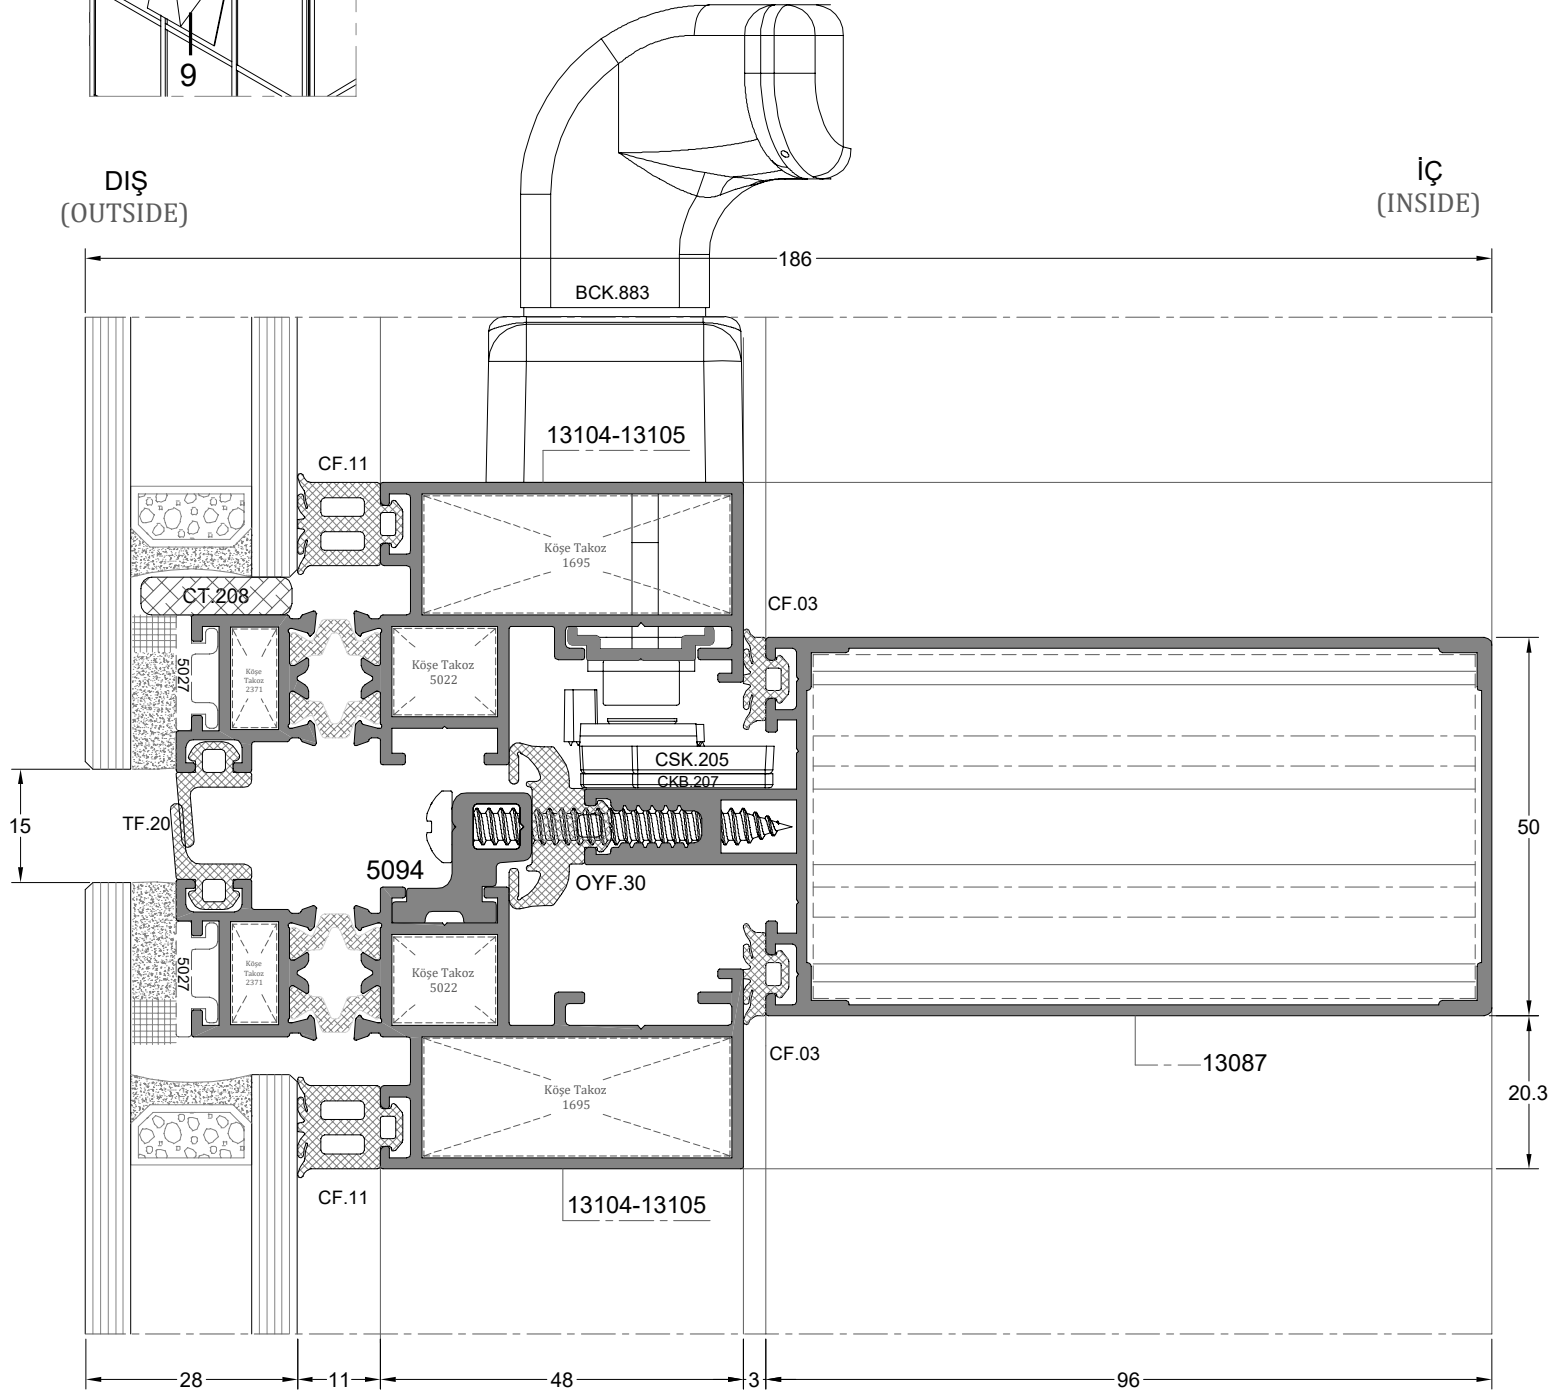 9
DIŞ
(OUTSIDE)
İÇ
(INSIDE)
186
BCK.883
13104-13105
CF.11
Köşe Takoz
1695
CT.208
CF.03
5027
Köşe
Takoz
2371
Köşe Takoz
5022
CSK.205
CKB.207
15
TF.20
50
5094
OYF.30
5027
Köşe
Takoz
2371
Köşe Takoz
5022
CF.03
13087
Köşe Takoz
1695
20.3
CF.11
13104-13105
28
11
48
3
96